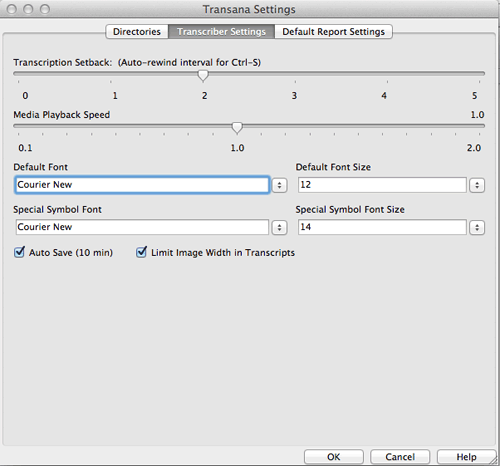 Transana Settings
Directories Transcriber Settings Default Report Settings
Transcription Setback: (Auto-rewind interval for Ctrl-S)
0 1 2 3 4 5
Media Playback Speed 1.0
0.1 1.0 2.0
Default Font Default Font Size
Courier New 12
Special Symbol Font Special Symbol Font Size
Courier New 14
Auto Save (10 min) Limit Image Width in Transcripts
OK Cancel Help